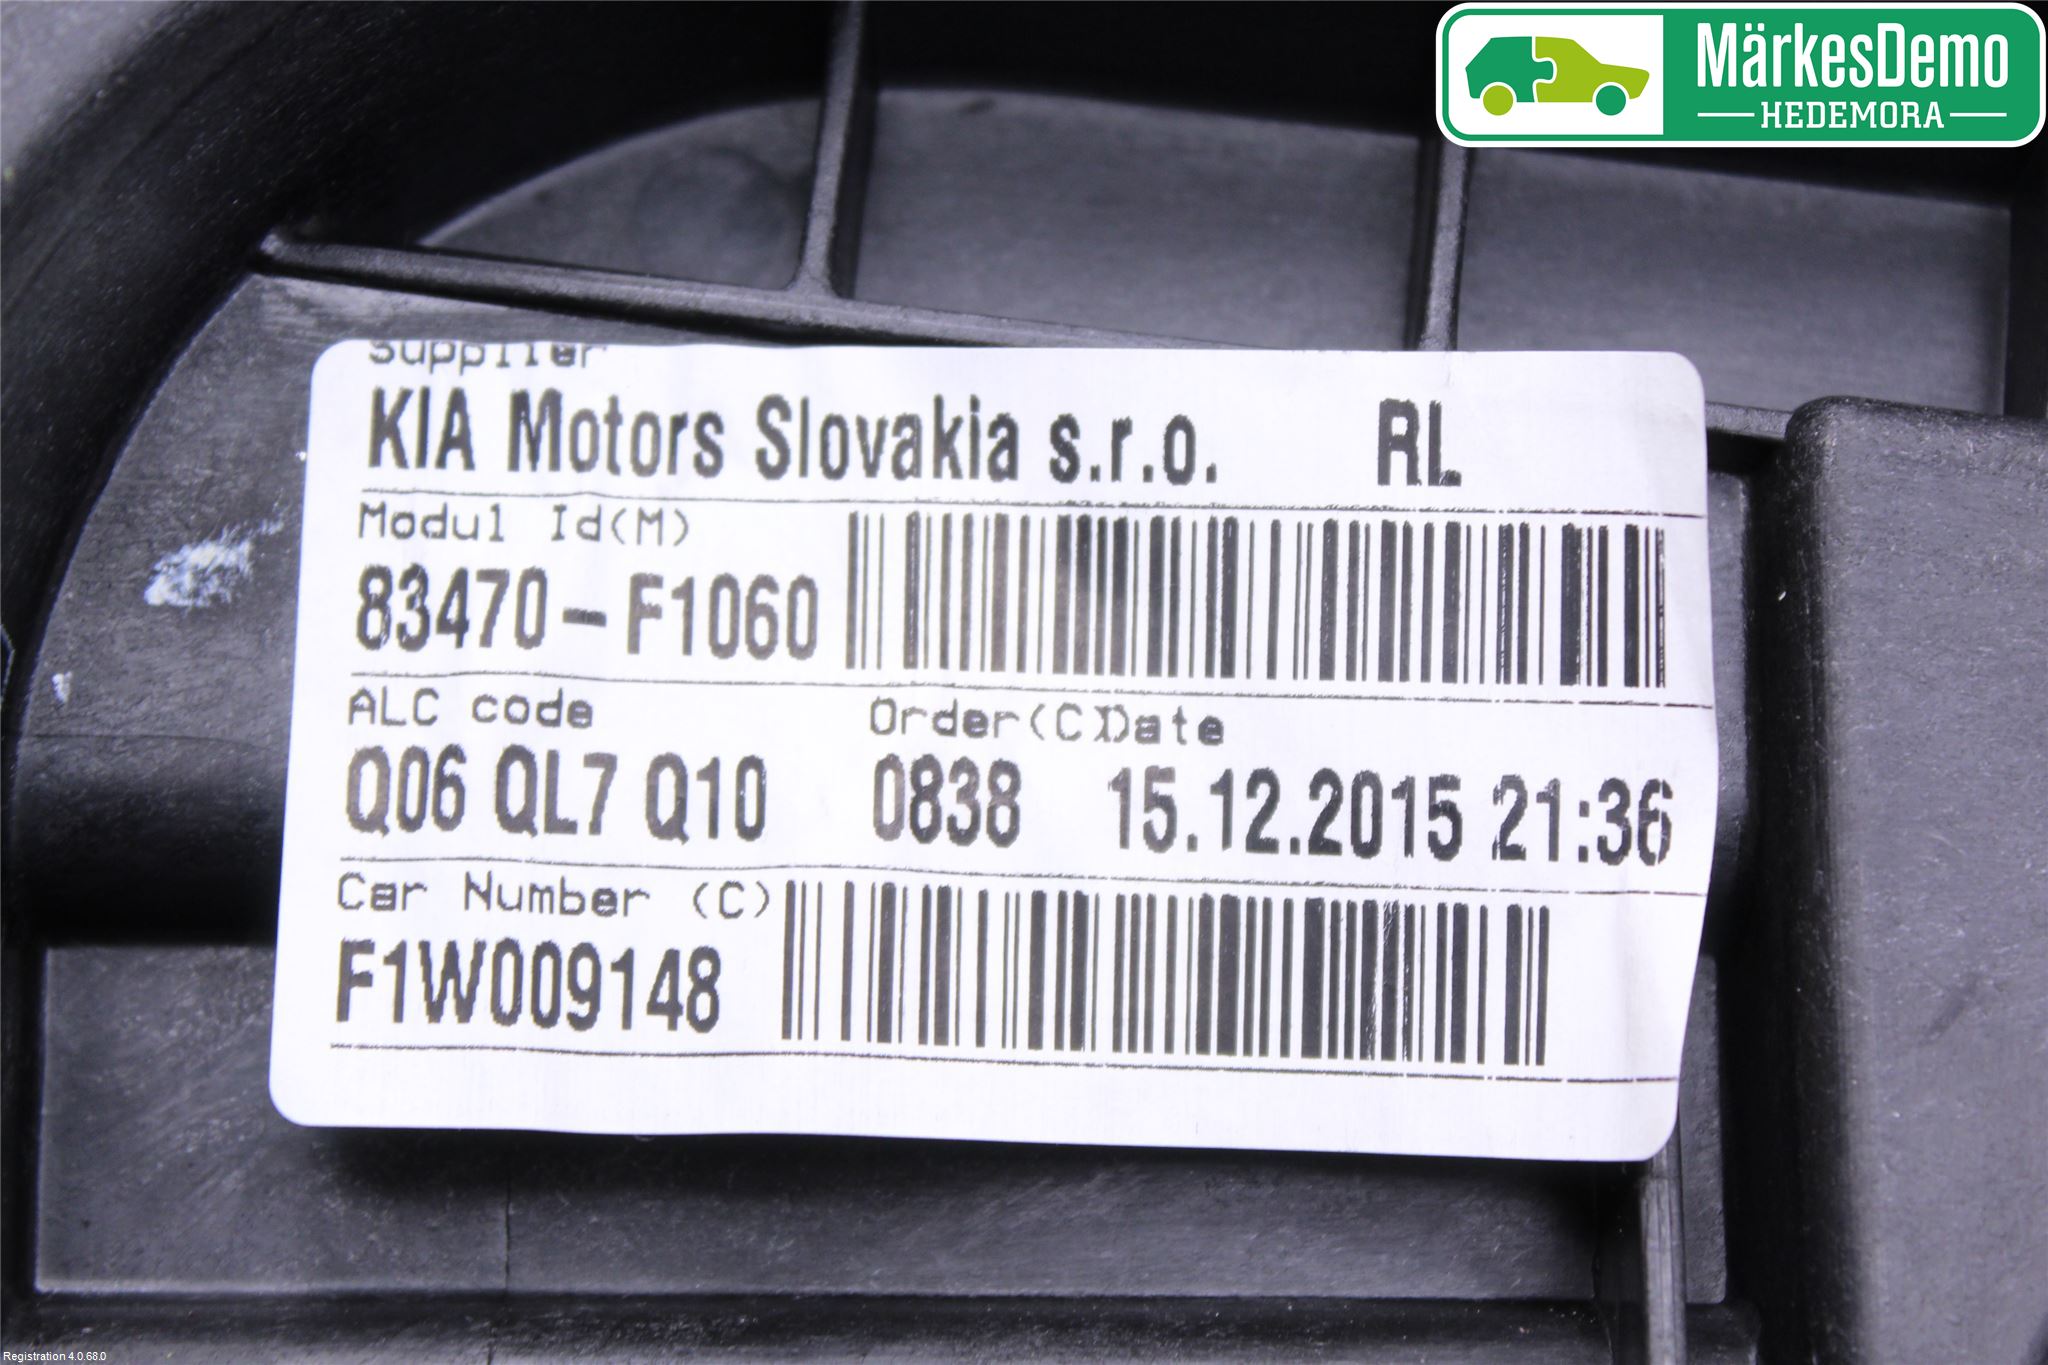 MärkesDemo
HEDEMORA
Supplier
KIA Motors Slovakia s.r.o. RL
Modul Id(M)
83470-F1060
ALC code Order(C)Date
Q06 QL7 Q10 0838 15.12.2015 21:36
Car Number (C)
F1W009148
Registration 4.0.68.0